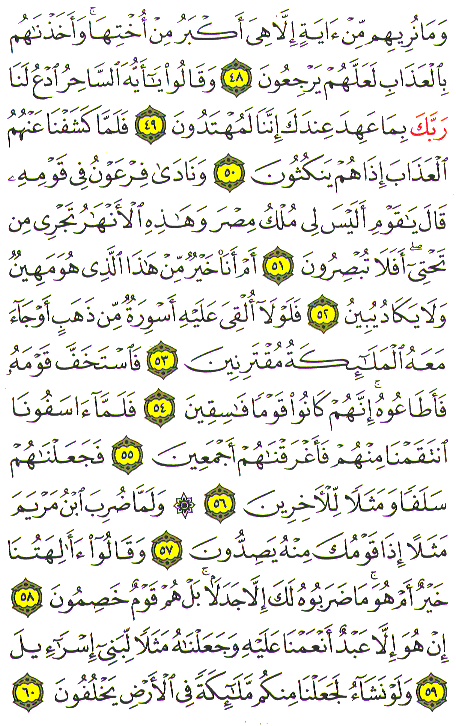 وَمَا نُرِيهِم مِّنْ ءَايَةٍ إِلَّا هِىَ أَكْبَرُ مِنْ أُخْتِهَا ۖ وَأَخَذْنَٰهُم
بِٱلْعَذَابِ لَعَلَّهُمْ يَرْجِعُونَ ٤٨ وَقَالُوا۟ يَٰٓأَيُّهَ ٱلسَّاحِرُ ٱدْعُ لَنَا
رَبَّكَ بِمَا عَهِدَ عِندَكَ إِنَّنَا لَمُهْتَدُونَ ٤٩ فَلَمَّا كَشَفْنَا عَنْهُمُ
ٱلْعَذَابَ إِذَا هُمْ يَنكُثُونَ ٥٠ وَنَادَىٰ فِرْعَوْنُ فِى قَوْمِهِۦ
قَالَ يَٰقَوْمِ أَلَيْسَ لِى مُلْكُ مِصْرَ وَهَٰذِهِ ٱلْأَنْهَٰرُ تَجْرِى مِن
تَحْتِىٓ ۖ أَفَلَا تُبْصِرُونَ ٥١ أَمْ أَنَا۠ خَيْرٌ مِّنْ هَٰذَا ٱلَّذِى هُوَ مَهِينٌ
وَلَا يَكَادُ يُبِينُ ٥٢ فَلَوْلَآ أُلْقِىَ عَلَيْهِ أَسْوِرَةٌ مِّن ذَهَبٍ أَوْ جَآءَ
مَعَهُ ٱلْمَلَٰٓئِكَةُ مُقْتَرِنِينَ ٥٣ فَٱسْتَخَفَّ قَوْمَهُۥ
فَأَطَاعُوهُ ۚ إِنَّهُمْ كَانُوا۟ قَوْمًا فَٰسِقِينَ ٥٤ فَلَمَّآ ءَاسَفُونَا
ٱنتَقَمْنَا مِنْهُمْ فَأَغْرَقْنَٰهُمْ أَجْمَعِينَ ٥٥ فَجَعَلْنَٰهُمْ
سَلَفًا وَمَثَلًا لِّلْءَاخِرِينَ ٥٦ ۞ وَلَمَّا ضُرِبَ ٱبْنُ مَرْيَمَ
مَثَلًا إِذَا قَوْمُكَ مِنْهُ يَصِدُّونَ ٥٧ وَقَالُوٓا۟ ءَأَٰلِهَتُنَا
خَيْرٌ أَمْ هُوَ ۚ مَا ضَرَبُوهُ لَكَ إِلَّا جَدَلًۢا ۚ بَلْ هُمْ قَوْمٌ خَصِمُونَ ٥٨
إِنْ هُوَ إِلَّا عَبْدٌ أَنْعَمْنَا عَلَيْهِ وَجَعَلْنَٰهُ مَثَلًا لِّبَنِىٓ إِسْرَٰٓءِيلَ
٥٩ وَلَوْ نَشَآءُ لَجَعَلْنَا مِنكُم مَّلَٰٓئِكَةً فِى ٱلْأَرْضِ يَخْلُفُونَ ٦٠